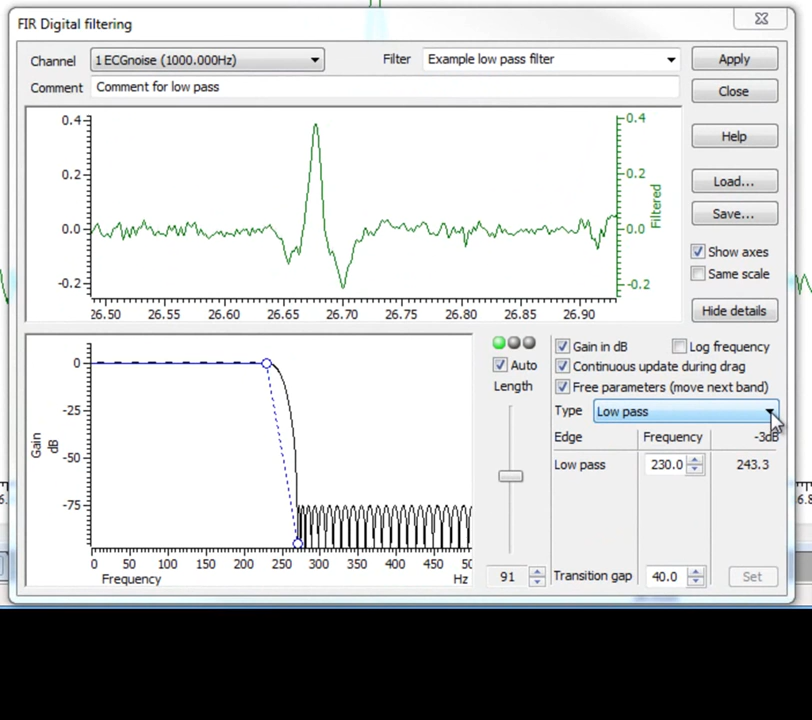 FIR Digital filtering
Channel 1 ECGnoise (1000.000Hz) Filter Example low pass filter Apply
Comment Comment for low pass Close
Help
Load...
Save...
Show axes
Same scale
Hide details
0.4
0.2
0.0
-0.2
26.50 26.55 26.60 26.65 26.70 26.75 26.80 26.85 26.90
0.4
0.2
0.0
-0.2
Filtered
0
-25
-50
-75
Gain
dB
0 50 100 150 200 250 300 350 400 450
Frequency Hz
Auto
Length
91
Gain in dB Log frequency
Continuous update during drag
Free parameters (move next band)
Type Low pass
Edge Frequency -3dB
Low pass 230.0 243.3
Transition gap 40.0 Set